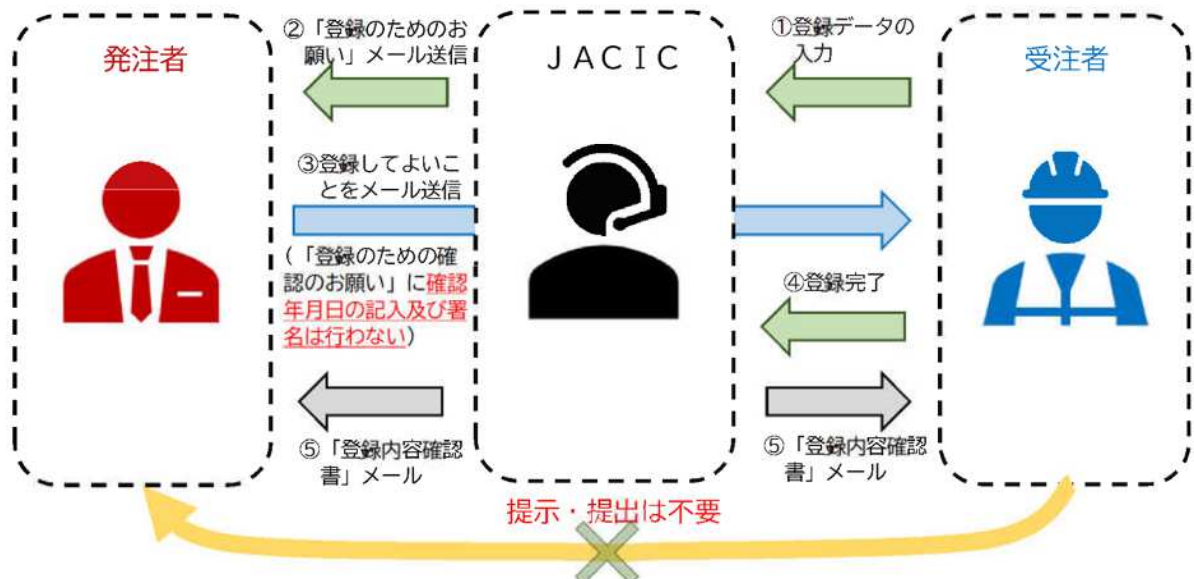 発注者
②「登録のためのお
願い」メール送信
ＪＡＣＩＣ
①登録データの
入力
受注者
③登録してよいこ
とをメール送信
（「登録のための確
認のお願い」に確認
年月日の記入及び署
名は行わない）
④登録完了
⑤「登録内容確認
書」メール
⑤「登録内容確認
書」メール
提示・提出は不要